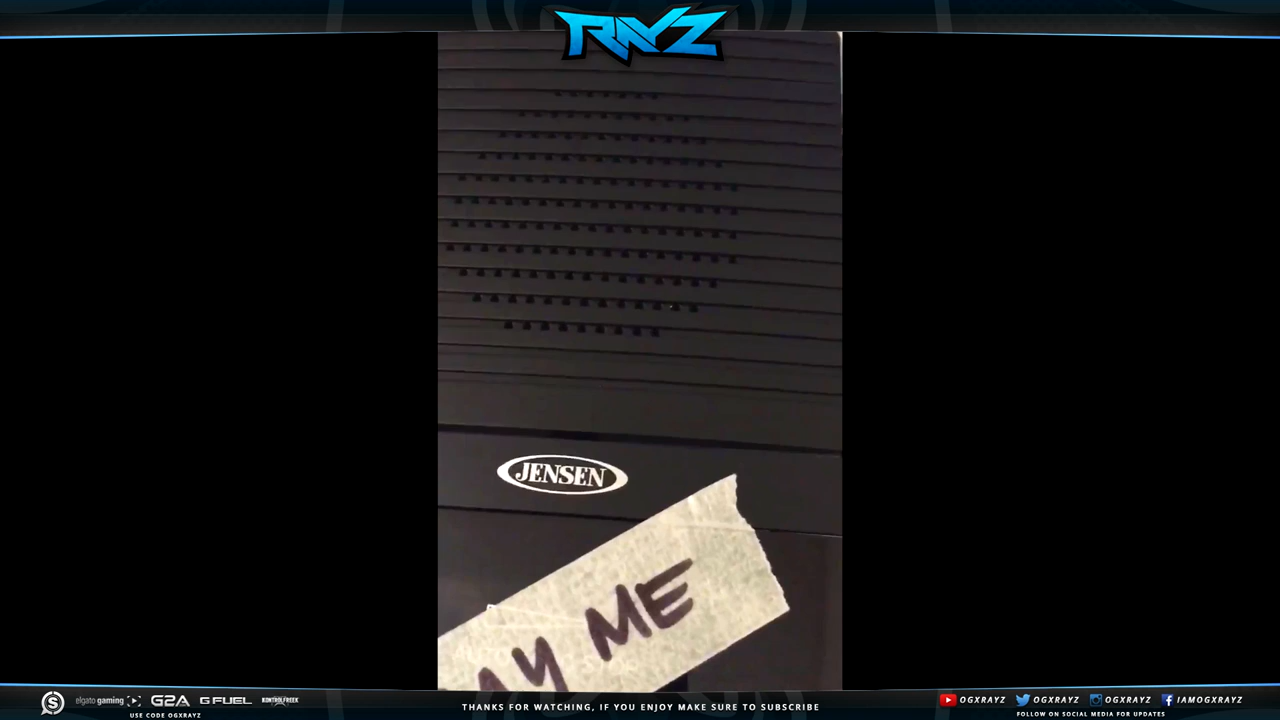 RAYZ
JENSEN
AY ME
elgato gaming
G2A
G FUEL
KONTROLFREEK
USE CODE OGXRAYZ
THANKS FOR WATCHING, IF YOU ENJOY MAKE SURE TO SUBSCRIBE
OGXRAYZ
OGXRAYZ
OGXRAYZ
IAMOGXRAYZ
FOLLOW ON SOCIAL MEDIA FOR UPDATES